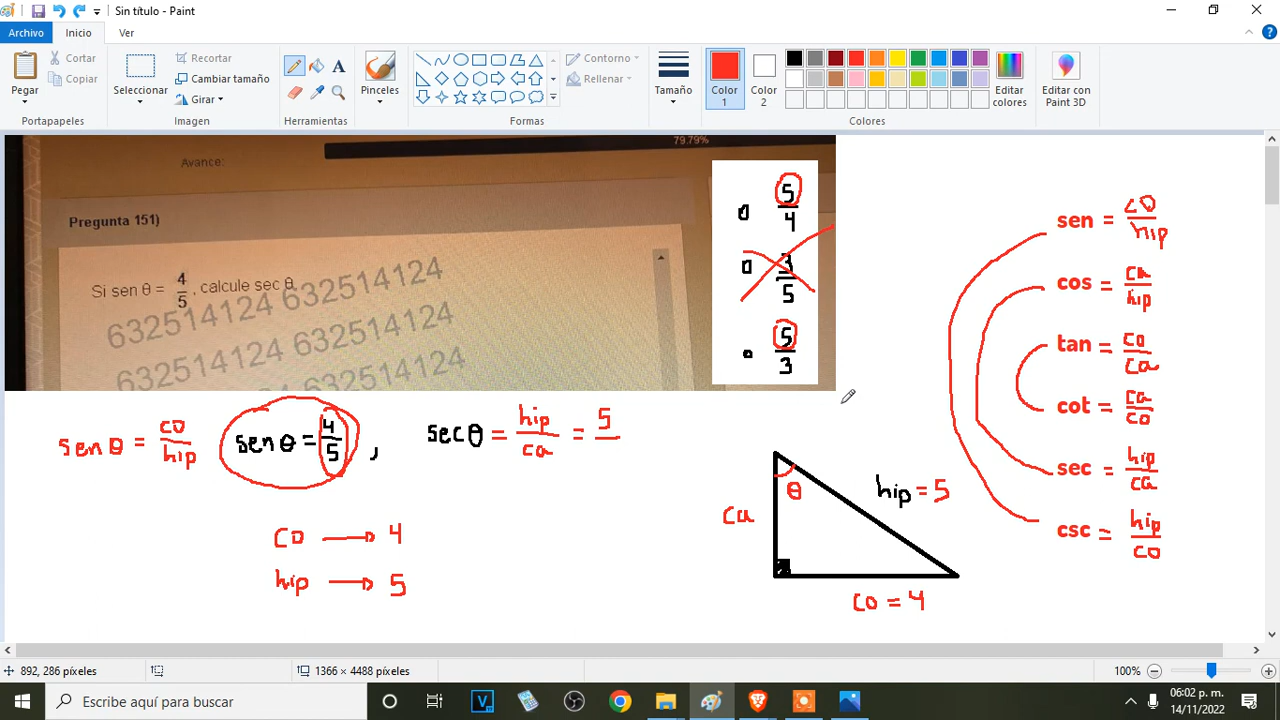 Sin título - Paint
Archivo
Inicio
Ver
Pegar
Cortar
Copiar
Portapapeles
Seleccionar
Recortar
Cambiar tamaño
Girar
Imagen
A
Herramientas
Pinceles
Contorno
Rellenar
Formas
Tamaño
Color 1
Color 2
Editar colores
Editar con Paint 3D
Colores
Avance:
79.79%
Pregunta 151)
Si sen θ = 4/5, calcule sec θ.
632514124 632514124
632514124 632514124
632514124 632514124
5/4
3/5
5/3
sen θ = co/hip
sen θ = 4/5 ,
sec θ = hip/ca = 5
co → 4
hip → 5
θ
ca
hip = 5
co = 4
sen = co/hip
cos = ca/hip
tan = co/ca
cot = ca/co
sec = hip/ca
csc = hip/co
892, 286 píxeles
1366 × 4488 píxeles
100%
Escribe aquí para buscar
V
06:02 p. m.
14/11/2022